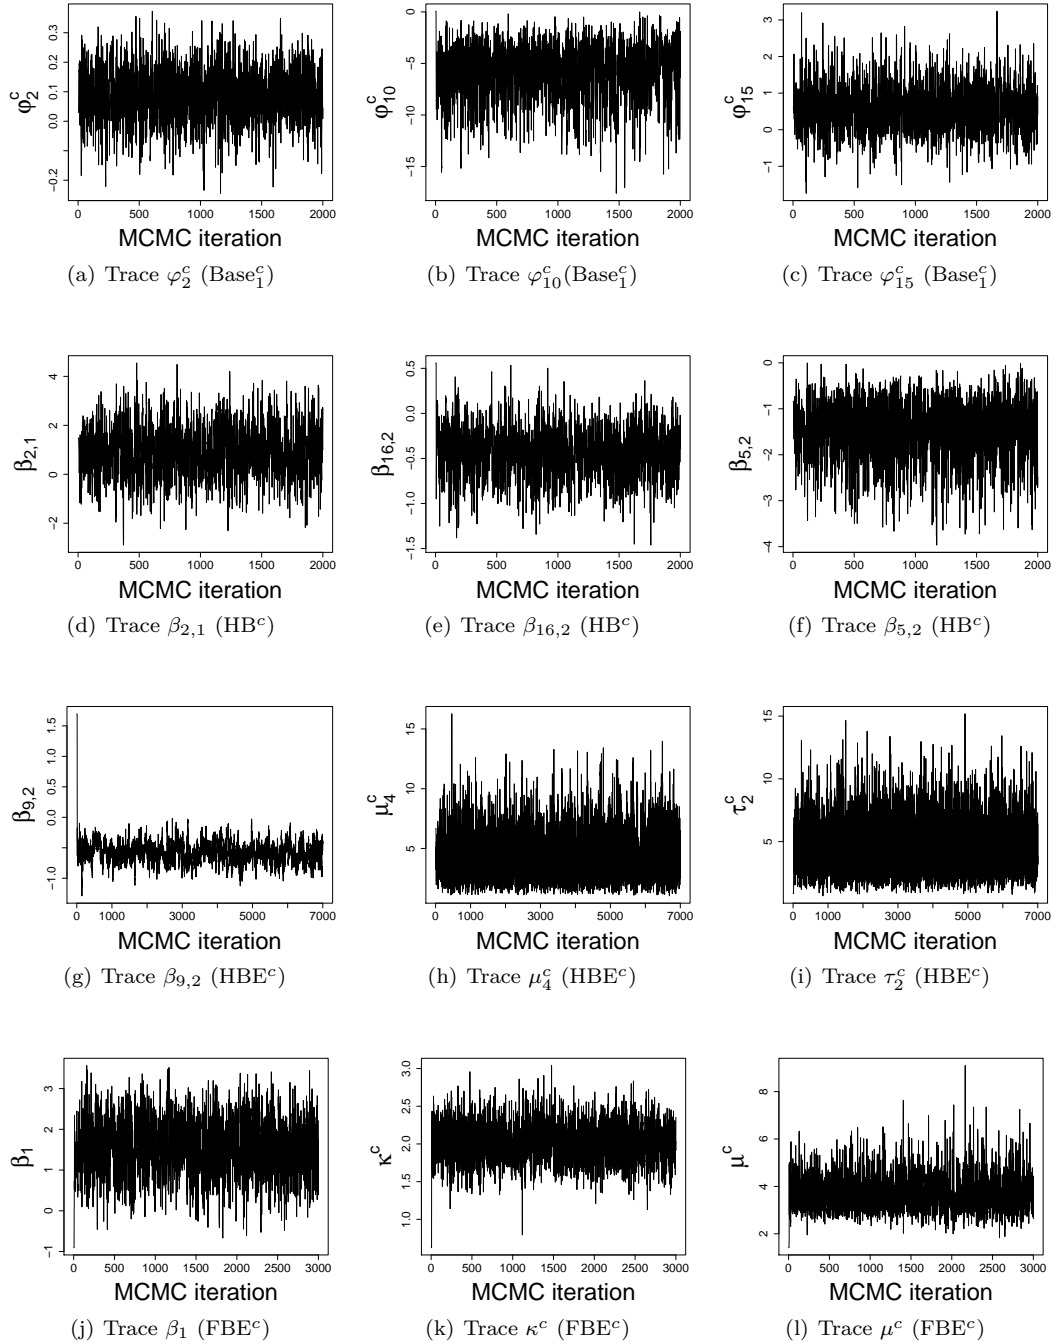 φ₂ᶜ
0.3
0.2
0.1
0.0
−0.2
0 500 1000 1500 2000
MCMC iteration
(a) Trace φ₂ᶜ (Base₁ᶜ)
φ₁₀ᶜ
0
−5
−10
−15
0 500 1000 1500 2000
MCMC iteration
(b) Trace φ₁₀ᶜ(Base₁ᶜ)
φ₁₅ᶜ
3
2
1
0
−1
0 500 1000 1500 2000
MCMC iteration
(c) Trace φ₁₅ᶜ (Base₁ᶜ)
β₂,₁
4
2
0
−2
0 500 1000 1500 2000
MCMC iteration
(d) Trace β₂,₁ (HBᶜ)
β₁₆,₂
0.5
0.0
−0.5
−1.0
−1.5
0 500 1000 1500 2000
MCMC iteration
(e) Trace β₁₆,₂ (HBᶜ)
β₅,₂
0
−1
−2
−3
−4
0 500 1000 1500 2000
MCMC iteration
(f) Trace β₅,₂ (HBᶜ)
β₉,₂
1.5
1.0
0.5
0.0
−1.0
0 1000 3000 5000 7000
MCMC iteration
(g) Trace β₉,₂ (HBEᶜ)
μ₄ᶜ
15
10
5
0 1000 3000 5000 7000
MCMC iteration
(h) Trace μ₄ᶜ (HBEᶜ)
τ₂ᶜ
15
10
5
0 1000 3000 5000 7000
MCMC iteration
(i) Trace τ₂ᶜ (HBEᶜ)
β₁
3
2
1
0
−1
0 500 1000 1500 2000 2500 3000
MCMC iteration
(j) Trace β₁ (FBEᶜ)
κᶜ
3.0
2.5
2.0
1.5
1.0
0 500 1000 1500 2000 2500 3000
MCMC iteration
(k) Trace κᶜ (FBEᶜ)
μᶜ
8
6
4
2
0 500 1000 1500 2000 2500 3000
MCMC iteration
(l) Trace μᶜ (FBEᶜ)